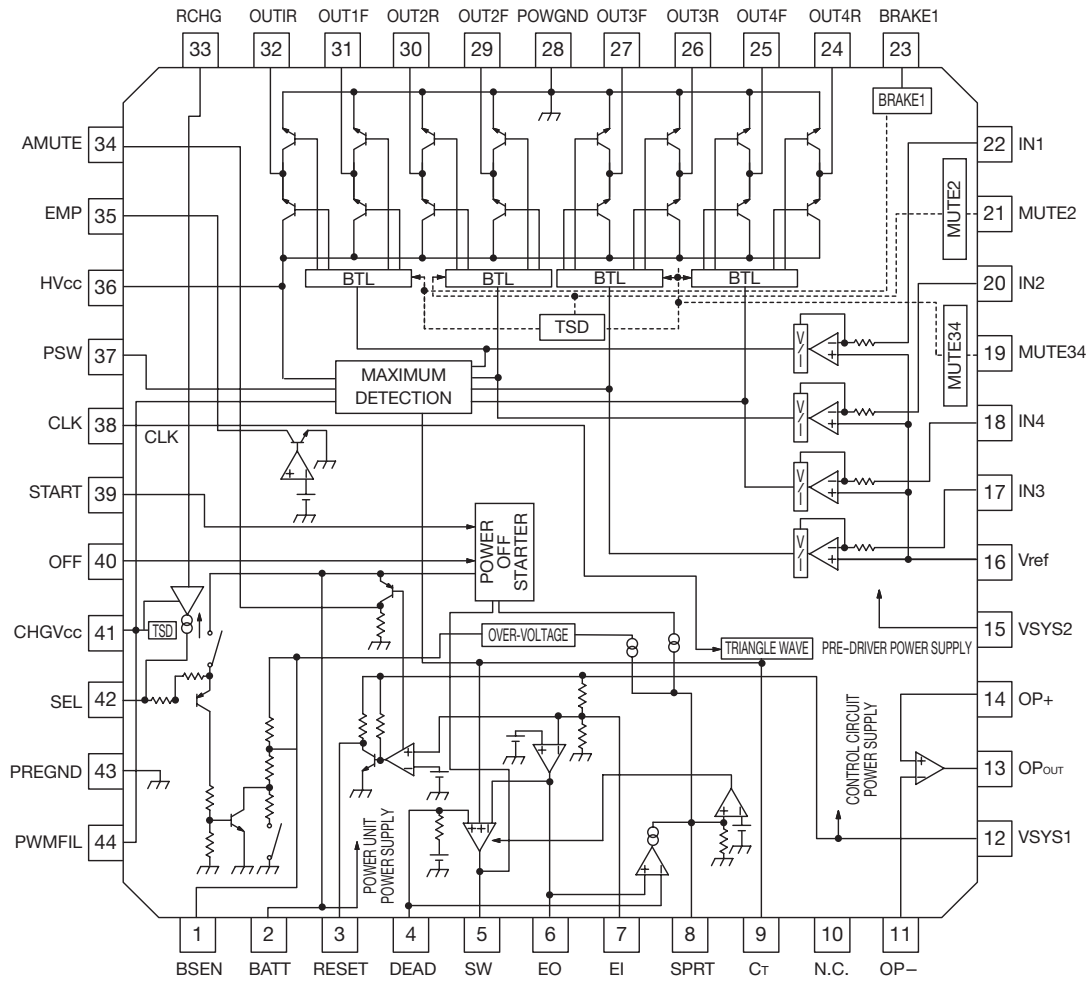 RCHG OUTIR OUT1F OUT2R OUT2F POWGND OUT3F OUT3R OUT4F OUT4R BRAKE1
33 32 31 30 29 28 27 26 25 24 23
BRAKE1
AMUTE 34
22 IN1
MUTE2
EMP 35
21 MUTE2
HVcc 36
BTL BTL BTL BTL
20 IN2
TSD
MUTE34
PSW 37
MAXIMUM
DETECTION
V/I − +
19 MUTE34
CLK 38
CLK
V/I − +
18 IN4
+ −
START 39
V/I − +
17 IN3
OFF 40
POWER
OFF
STARTER
V/I − +
16 Vref
CHGVcc 41
TSD
OVER-VOLTAGE
TRIANGLE WAVE
PRE-DRIVER POWER SUPPLY
15 VSYS2
SEL 42
14 OP+
CONTROL CIRCUIT
POWER SUPPLY
+ −
+ −
PREGND 43
+ −
13 OPOUT
PWMFIL 44
POWER UNIT
POWER SUPPLY
+ + −
+ −
12 VSYS1
+ −
1 2 3 4 5 6 7 8 9 10 11
BSEN BATT RESET DEAD SW EO EI SPRT CT N.C. OP−